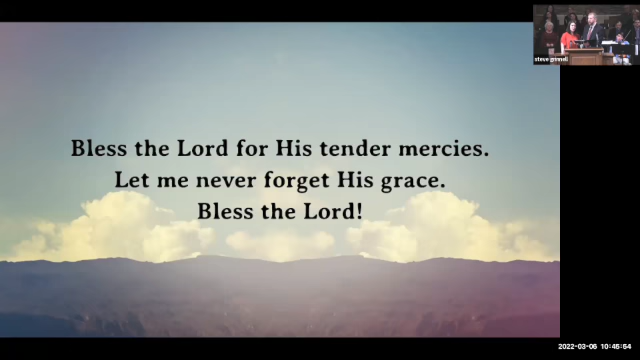 steve grinnell
Bless the Lord for His tender mercies.
Let me never forget His grace.
Bless the Lord!
2022-03-06 10:45:54